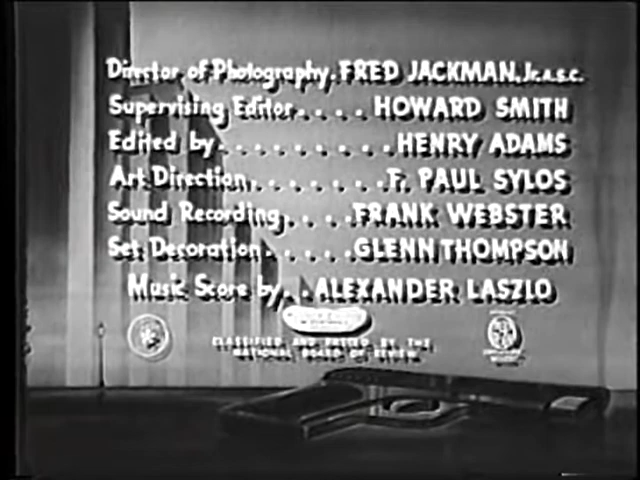 Director of Photography. FRED JACKMAN, Jr. A.S.C.
Supervising Editor.... HOWARD SMITH
Edited by.......... HENRY ADAMS
Art Direction....... F. PAUL SYLOS
Sound Recording.... FRANK WEBSTER
Set Decoration..... GLENN THOMPSON
Music Score by.. ALEXANDER LASZLO
CLASSIFIED AND PASSED BY THE
NATIONAL BOARD OF REVIEW